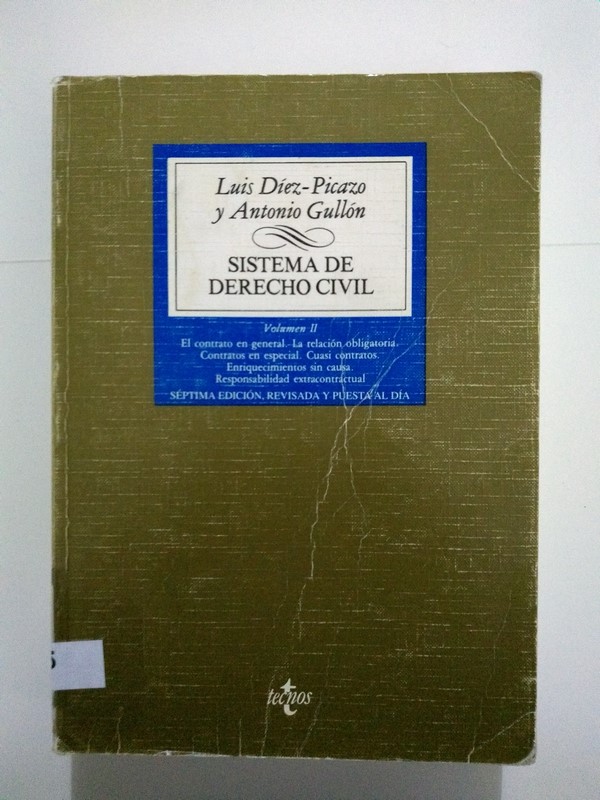 Luis Díez-Picazo
y Antonio Gullón
SISTEMA DE
DERECHO CIVIL
Volumen II
El contrato en general. La relación obligatoria.
Contratos en especial. Cuasi contratos.
Enriquecimientos sin causa.
Responsabilidad extracontractual
SÉPTIMA EDICIÓN, REVISADA Y PUESTA AL DÍA
tecnos